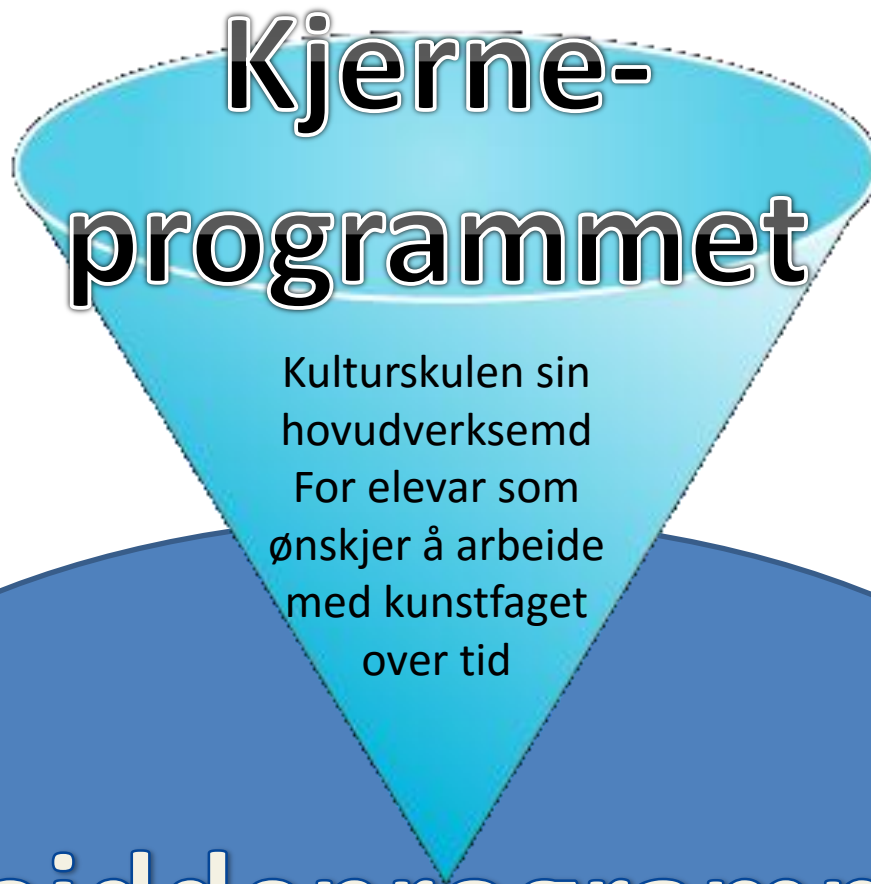 Kjerne-
programmet
Kulturskulen sin
hovudverksemd
For elevar som
ønskjer å arbeide
med kunstfaget
over tid